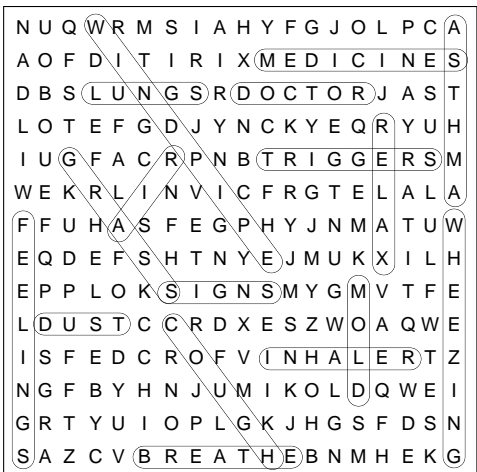 N U Q W R M S I A H Y F G J O L P C A
A O F D I T I R I X M E D I C I N E S
D B S L U N G S R D O C T O R J A S T
L O T E F G D J Y N C K Y E Q R Y U H
I U G F A C R P N B T R I G G E R S M
W E K R L I N V I C F R G T E L A L A
F F U H A S F E G P H Y J N M A T U W
E Q D E F S H T N Y E J M U K X I L H
E P P L O K S I G N S M Y G M V T F E
L D U S T C C R D X E S Z W O A Q W E
I S F E D C R O F V I N H A L E R T Z
N G F B Y H N J U M I K O L D Q W E I
G R T Y U I O P L G K J H G S F D S N
S A Z C V B R E A T H E B N M H E K G